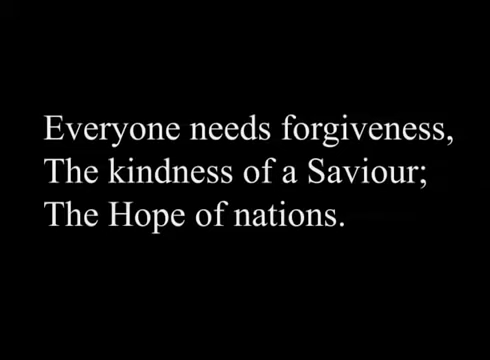 Everyone needs forgiveness,
The kindness of a Saviour;
The Hope of nations.